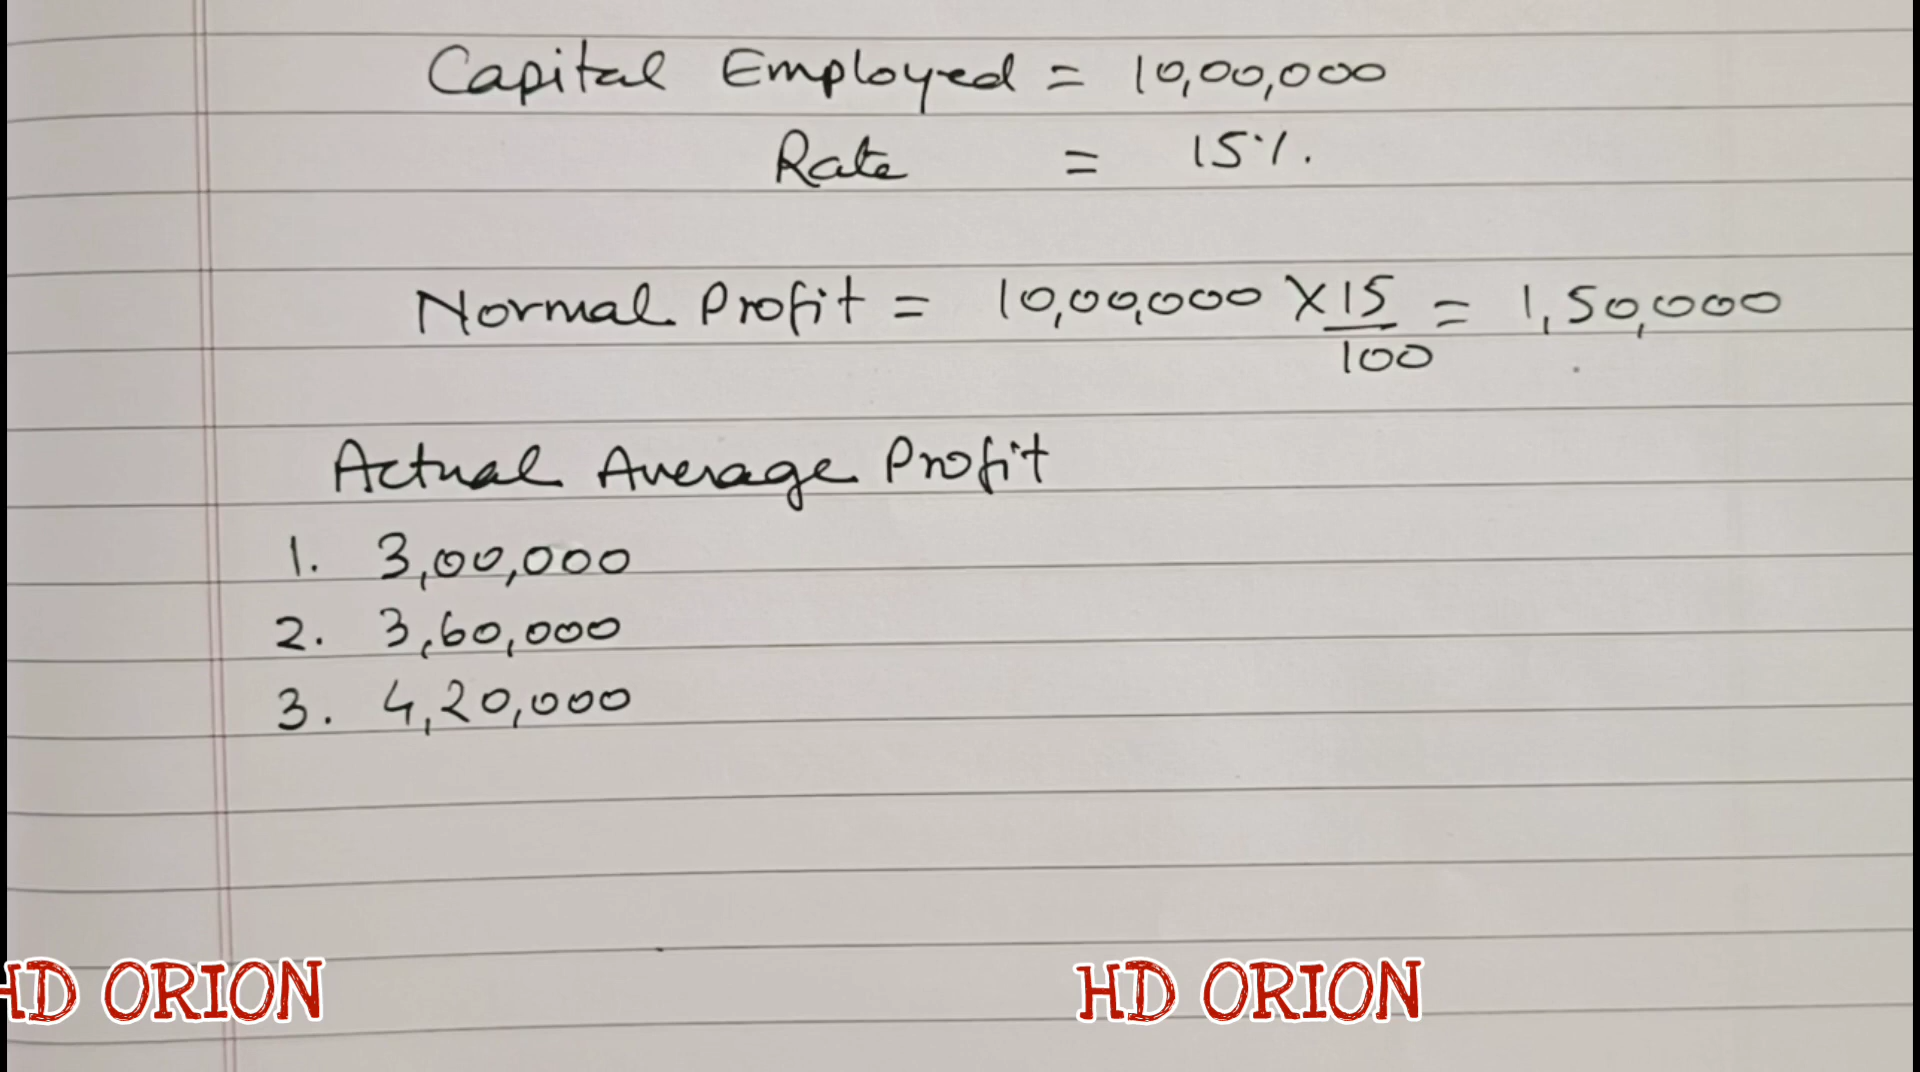 Capital Employed = 10,00,000
Rate = 15%.
Normal Profit = 10,00,000 X 15/100 = 1,50,000
Actual Average Profit
1. 3,00,000
2. 3,60,000
3. 4,20,000
HD ORION HD ORION